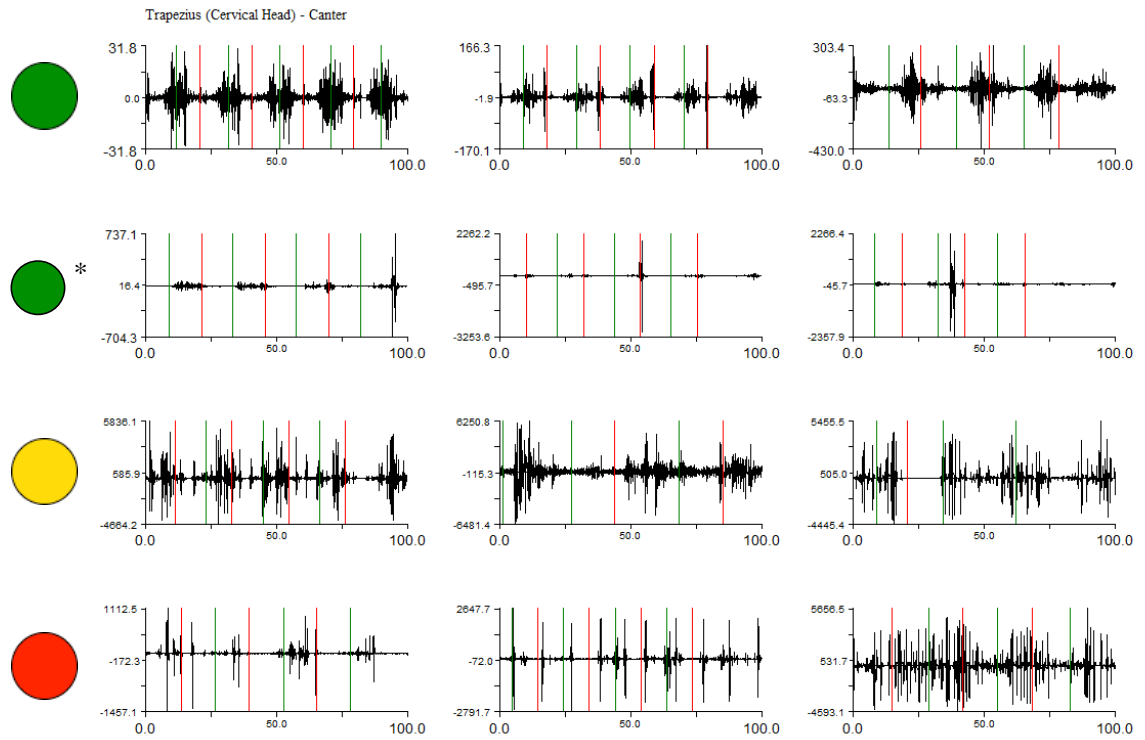 Trapezius (Cervical Head) - Canter
31.8 166.3 303.4
0.0 -1.9 -63.3
-31.8 -170.1 -430.0
0.0 50.0 100.0 0.0 50.0 100.0 0.0 50.0 100.0
*
737.1 2262.2 2266.4
16.4 -495.7 -45.7
-704.3 -3253.6 -2357.9
0.0 50.0 100.0 0.0 50.0 100.0 0.0 50.0 100.0
5836.1 6250.8 5455.5
585.9 -115.3 505.0
-4664.2 -6481.4 -4445.4
0.0 50.0 100.0 0.0 50.0 100.0 0.0 50.0 100.0
1112.5 2647.7 5656.5
-172.3 -72.0 531.7
-1457.1 -2791.7 -4593.1
0.0 50.0 100.0 0.0 50.0 100.0 0.0 50.0 100.0